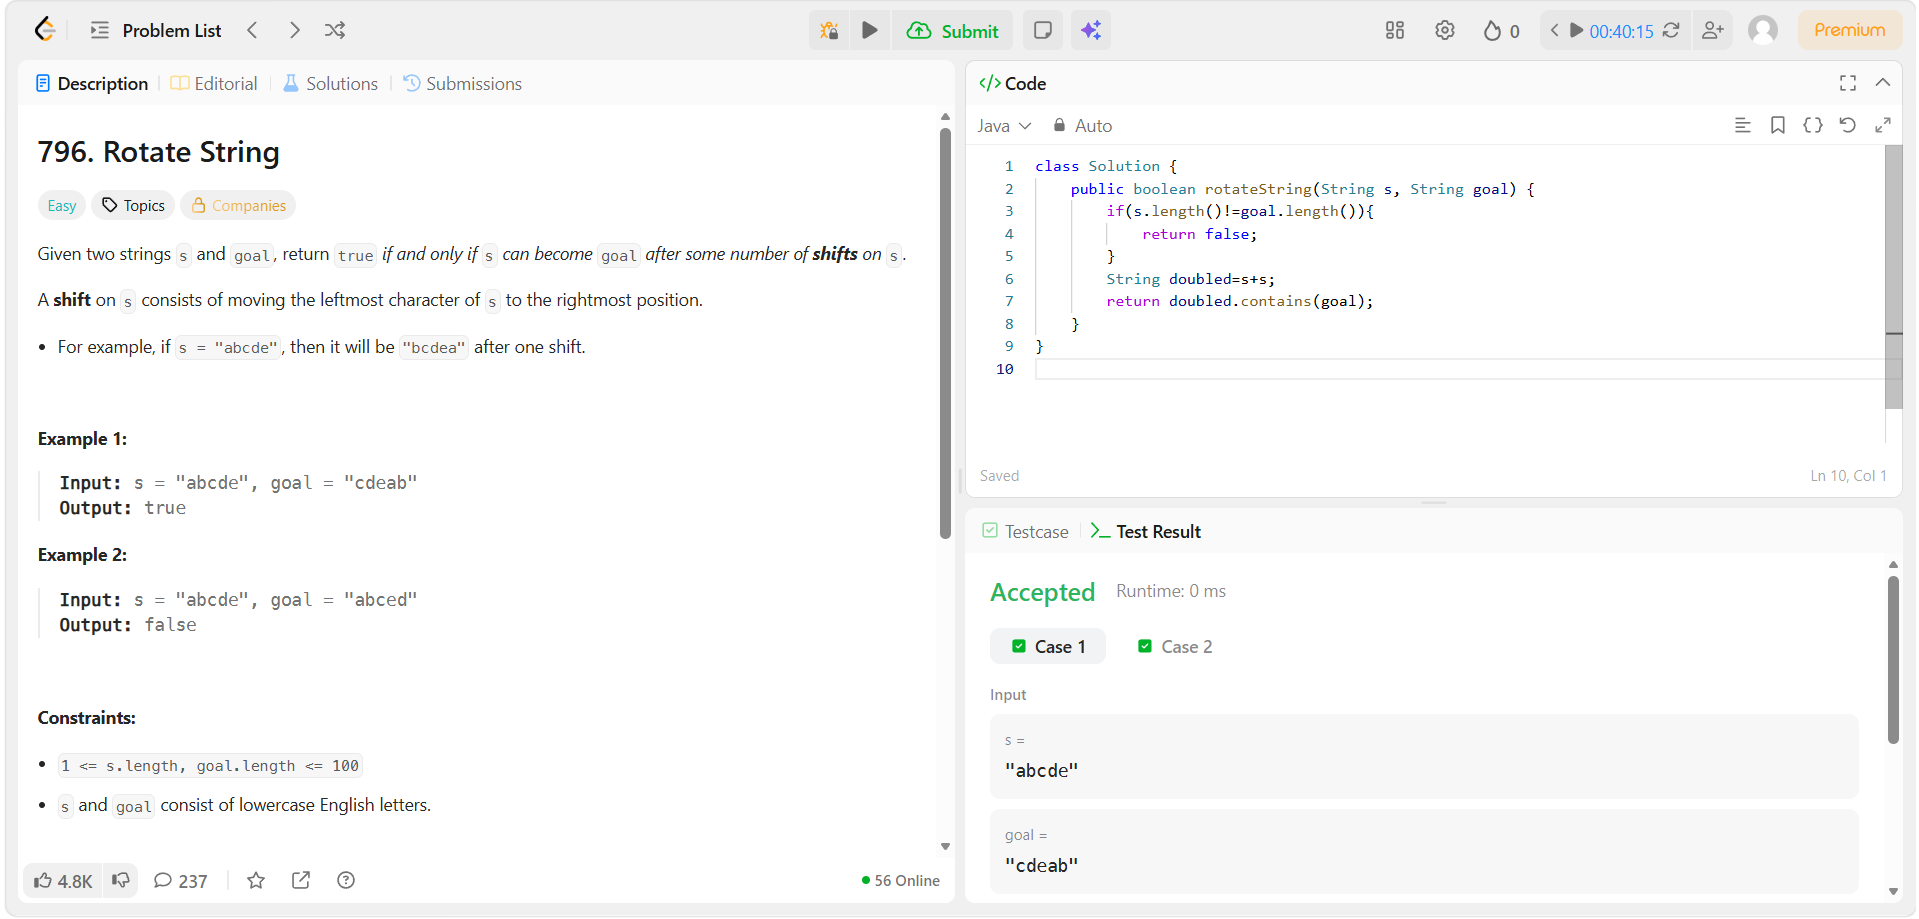 Problem List
Submit
0
00:40:15
Premium
Description
Editorial
Solutions
Submissions
796. Rotate String
Easy
Topics
Companies
Given two strings s and goal, return true if and only if s can become goal after some number of shifts on s.
A shift on s consists of moving the leftmost character of s to the rightmost position.
• For example, if s = "abcde", then it will be "bcdea" after one shift.
Example 1:
Input: s = "abcde", goal = "cdeab"
Output: true
Example 2:
Input: s = "abcde", goal = "abced"
Output: false
Constraints:
• 1 <= s.length, goal.length <= 100
• s and goal consist of lowercase English letters.
4.8K
237
56 Online
</> Code
Java
Auto
1 class Solution {
2     public boolean rotateString(String s, String goal) {
3         if(s.length()!=goal.length()){
4             return false;
5         }
6         String doubled=s+s;
7         return doubled.contains(goal);
8     }
9 }
10
Saved
Ln 10, Col 1
Testcase
Test Result
Accepted
Runtime: 0 ms
Case 1
Case 2
Input
s =
"abcde"
goal =
"cdeab"